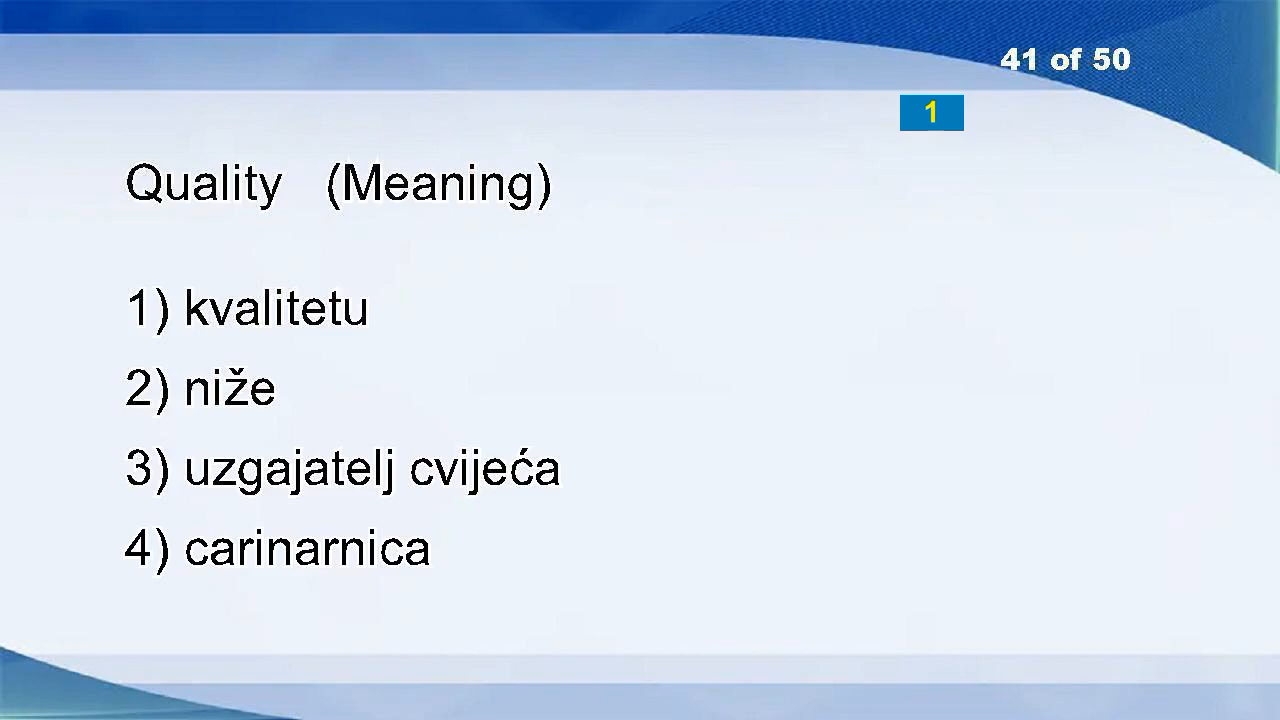 41 of 50
1
Quality (Meaning)
1) kvalitetu
2) niže
3) uzgajatelj cvijeća
4) carinarnica